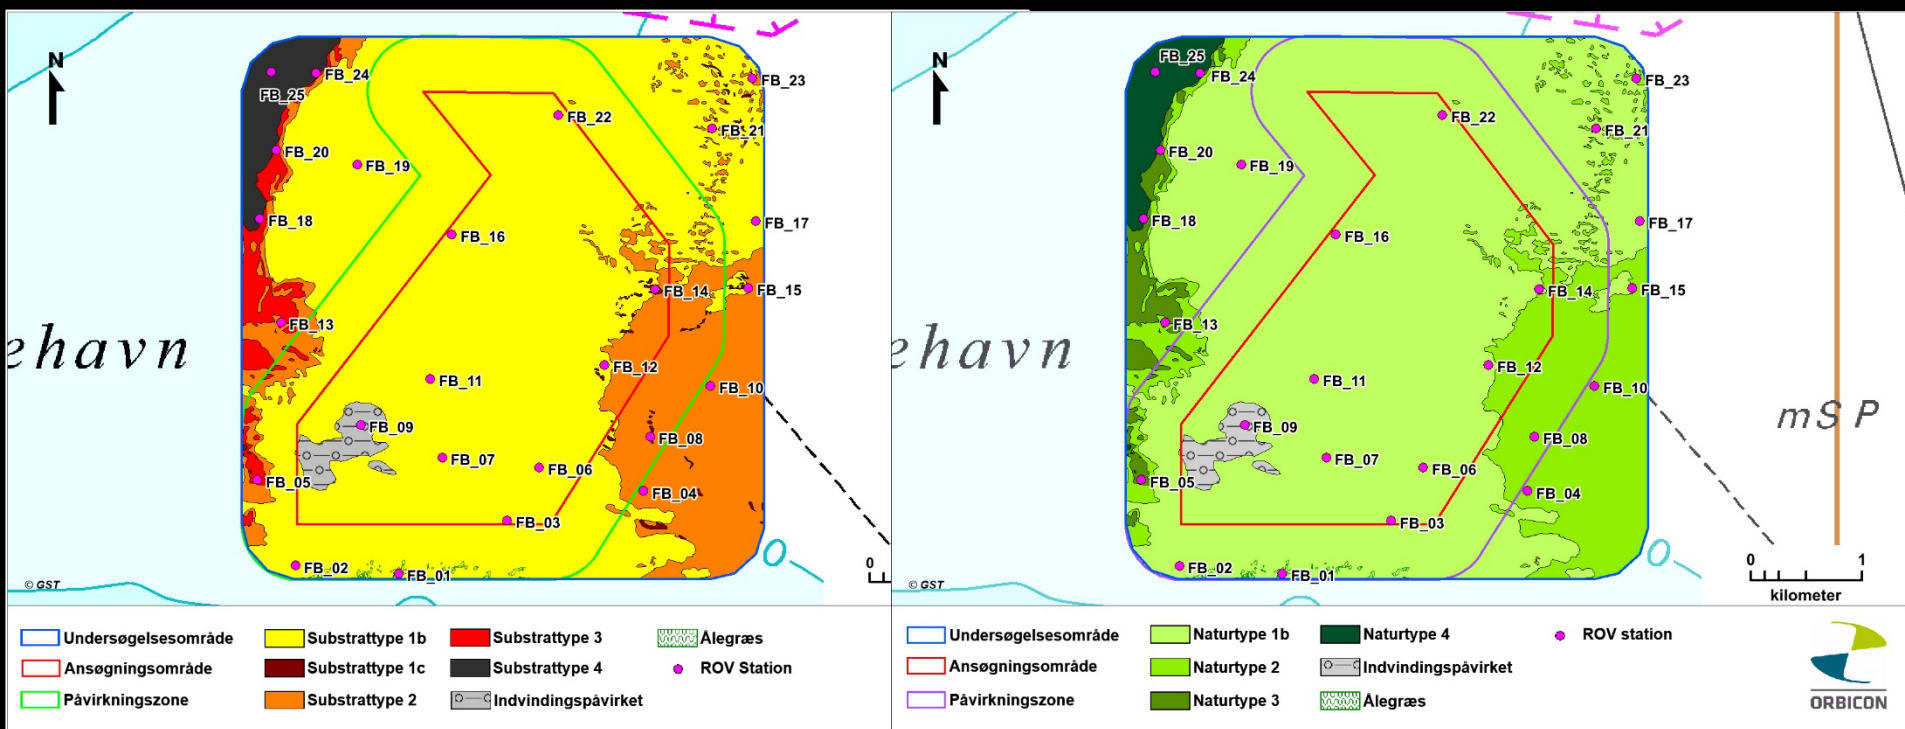 N
FB_24
FB_25
FB_23
FB_22
FB_21
FB_20
FB_19
FB_18
FB_17
FB_16
FB_15
FB_14
FB_13
FB_12
FB_11
FB_10
FB_09
FB_08
FB_07
FB_06
FB_05
FB_04
FB_03
FB_02
FB_01
ehavn
© GST
0
Undersøgelsesområde
Ansøgningsområde
Påvirkningszone
Substrattype 1b
Substrattype 1c
Substrattype 2
Substrattype 3
Substrattype 4
Indvindingspåvirket
Ålegræs
ROV Station
N
FB_25
FB_24
FB_23
FB_22
FB_21
FB_20
FB_19
FB_18
FB_17
FB_16
FB_15
FB_14
FB_13
FB_12
FB_11
FB_10
FB_09
FB_08
FB_07
FB_06
FB_05
FB_04
FB_03
FB_02
FB_01
ehavn
mSP
© GST
0 1
kilometer
Undersøgelsesområde
Ansøgningsområde
Påvirkningszone
Naturtype 1b
Naturtype 2
Naturtype 3
Naturtype 4
Indvindingspåvirket
Ålegræs
ROV station
ORBICON